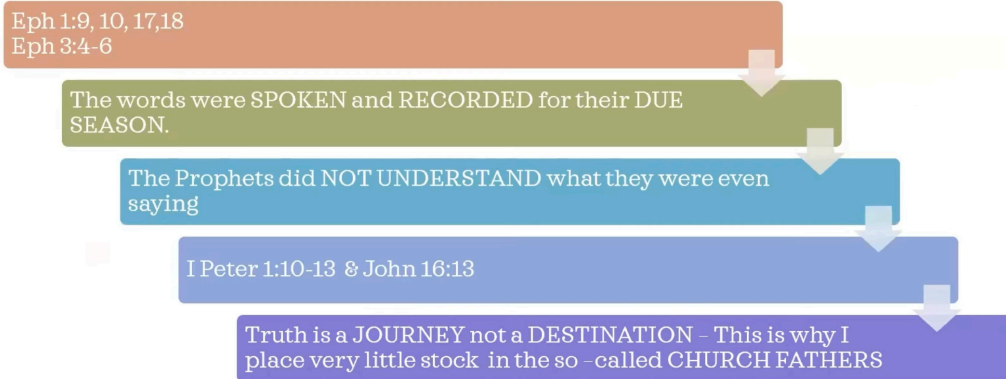 Eph 1:9, 10, 17,18
Eph 3:4-6
The words were SPOKEN and RECORDED for their DUE
SEASON.
The Prophets did NOT UNDERSTAND what they were even
saying
I Peter 1:10-13 & John 16:13
Truth is a JOURNEY not a DESTINATION – This is why I
place very little stock in the so –called CHURCH FATHERS